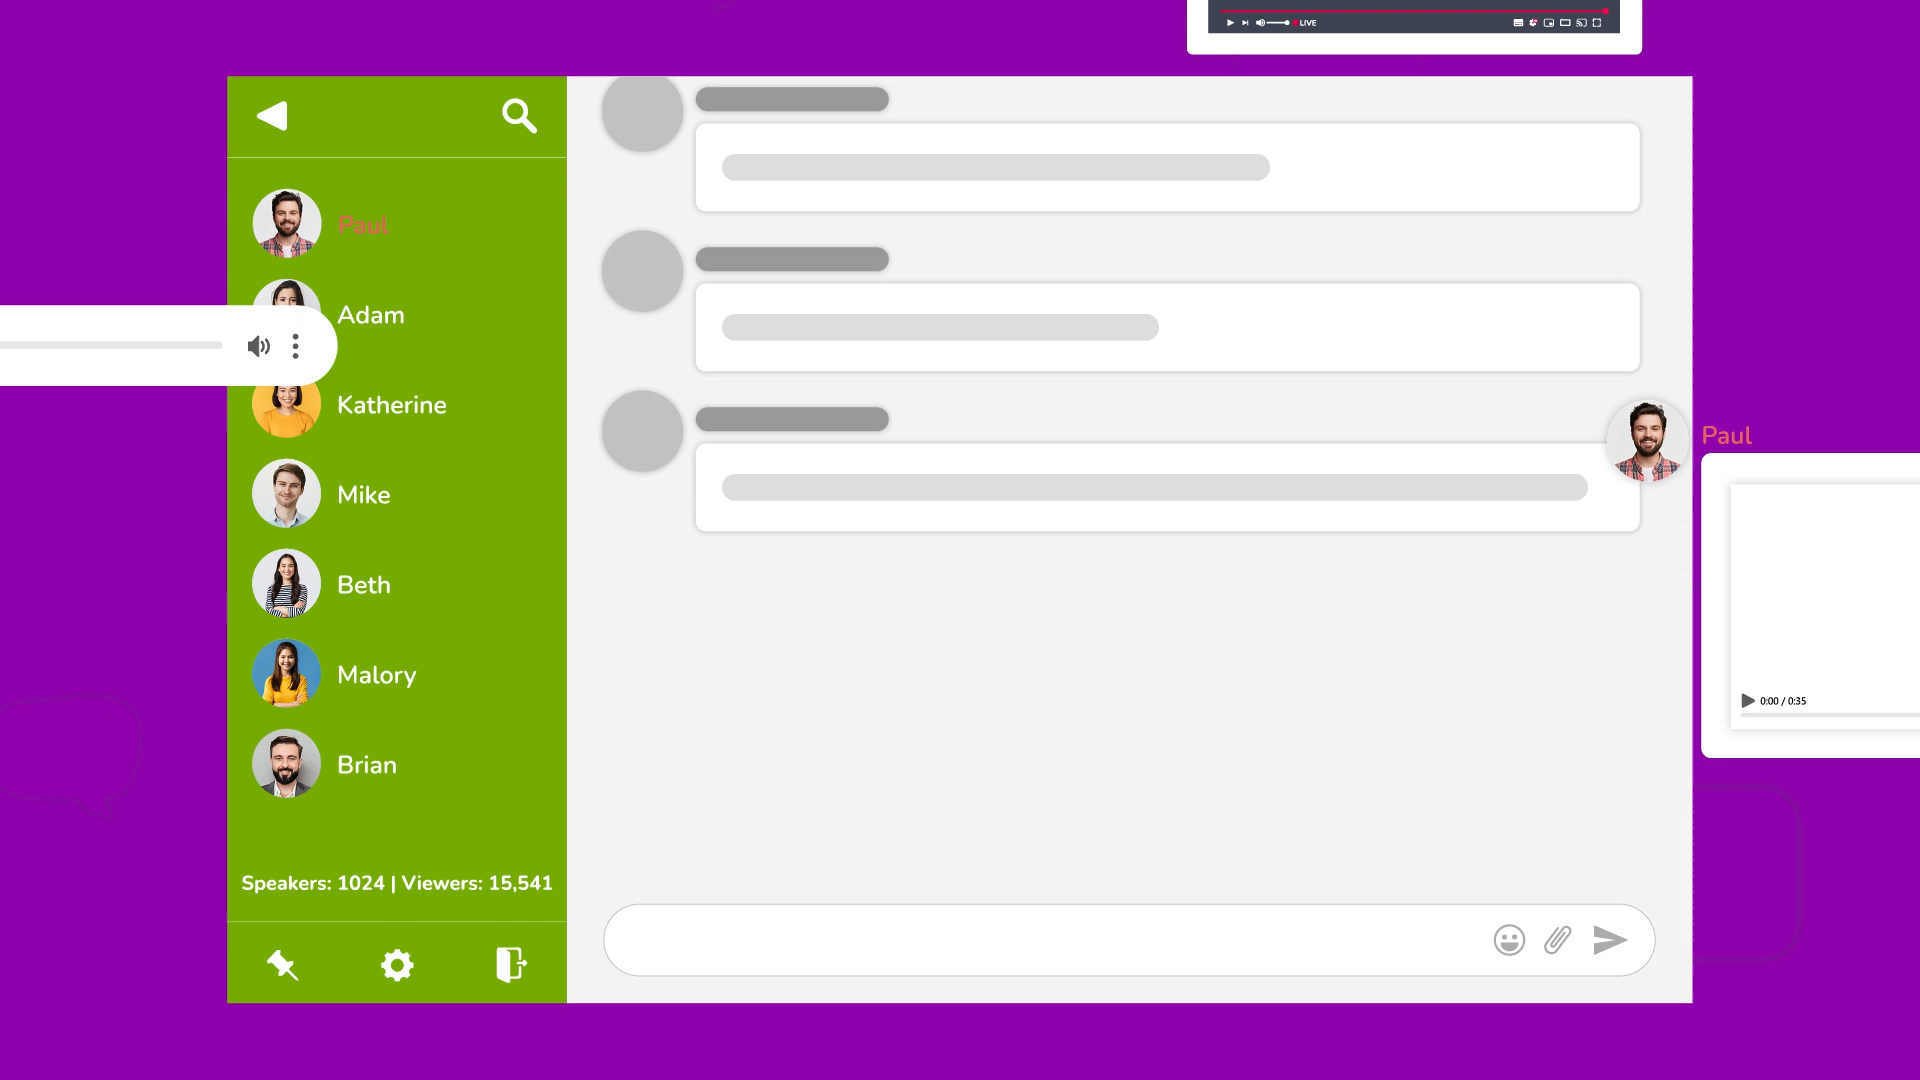 LIVE
Paul
Adam
Katherine
Mike
Beth
Malory
Brian
Speakers: 1024 | Viewers: 15,541
Paul
0:00 / 0:35